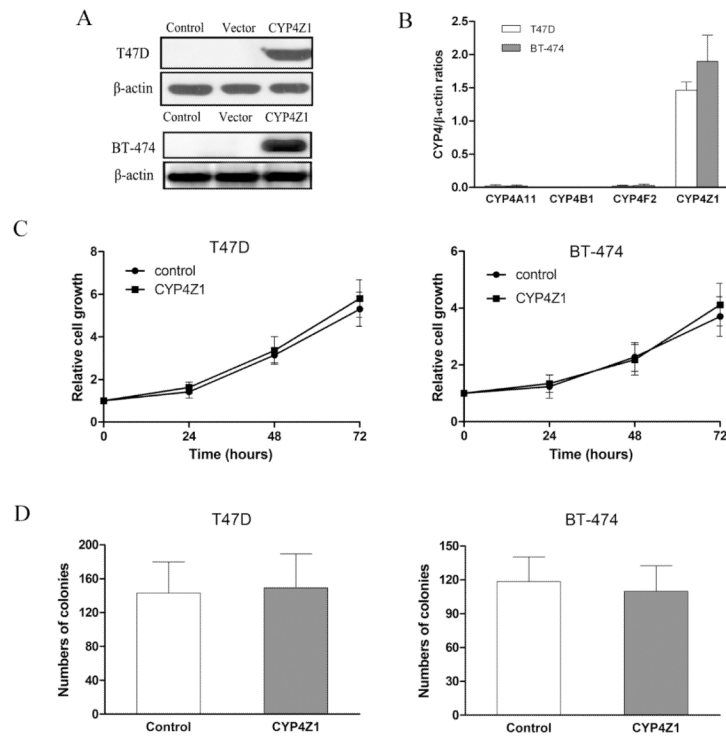 A
Control Vector CYP4Z1
T47D
β-actin
Control Vector CYP4Z1
BT-474
β-actin
B
CYP4/β-actin ratios
2.5
2.0
1.5
1.0
0.5
0.0
T47D
BT-474
CYP4A11 CYP4B1 CYP4F2 CYP4Z1
C
T47D
Relative cell growth
8
6
4
2
0
control
CYP4Z1
0 24 48 72
Time (hours)
BT-474
Relative cell growth
6
4
2
0
control
CYP4Z1
0 24 48 72
Time (hours)
D
T47D
Numbers of colonies
200
160
120
80
40
0
Control CYP4Z1
BT-474
Numbers of colonies
150
120
90
60
30
0
Control CYP4Z1